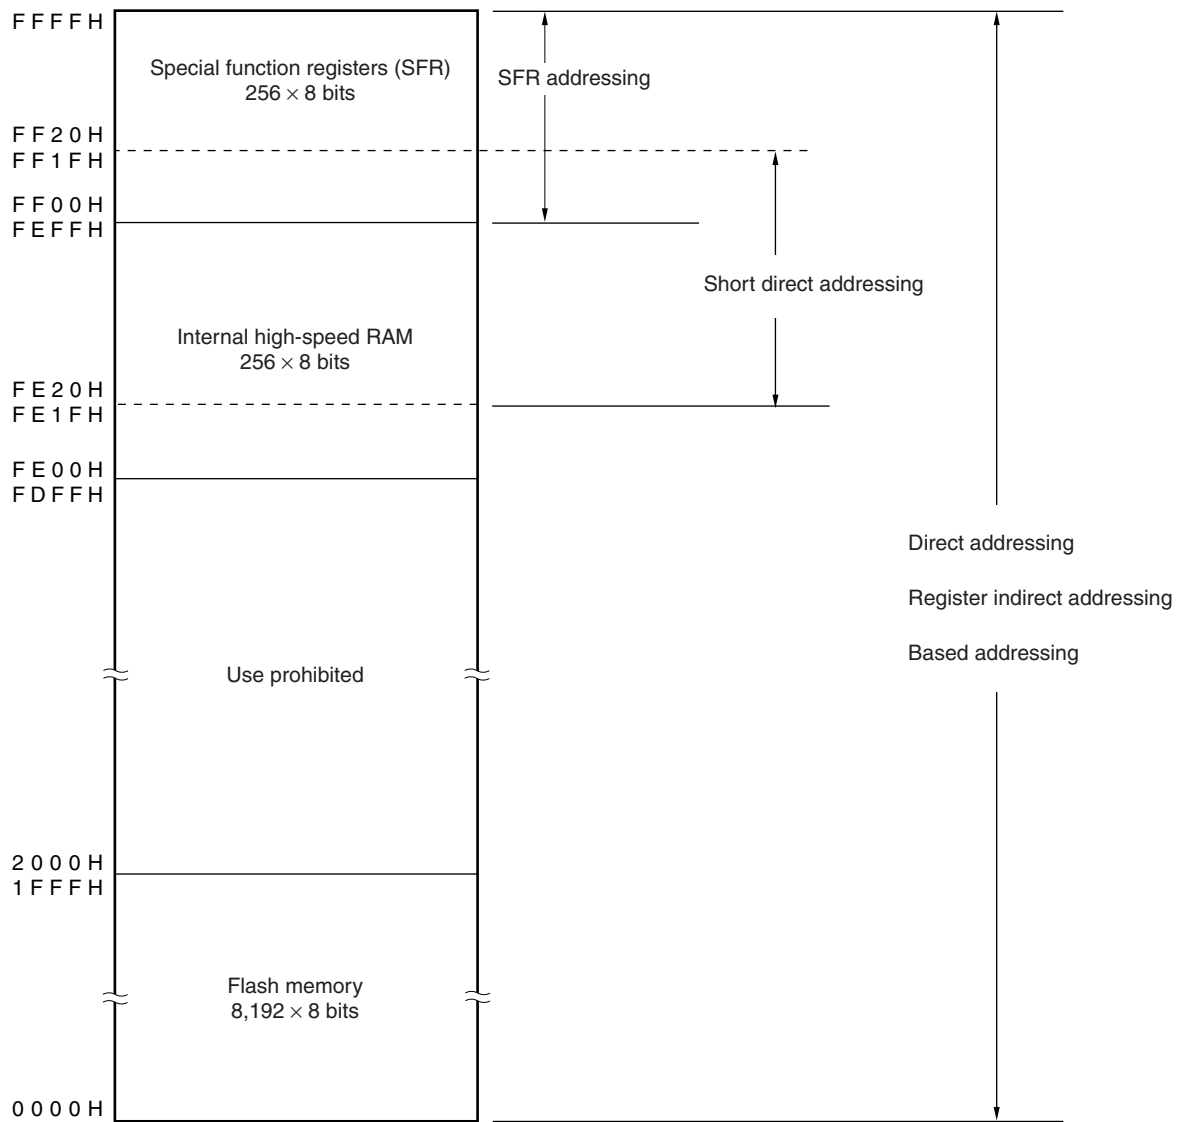 FFFFH
Special function registers (SFR)
256 × 8 bits
SFR addressing
FF20H
FF1FH
FF00H
FEFFH
Short direct addressing
Internal high-speed RAM
256 × 8 bits
FE20H
FE1FH
FE00H
FDFFH
Direct addressing
Register indirect addressing
Based addressing
Use prohibited
2000H
1FFFH
Flash memory
8,192 × 8 bits
0000H